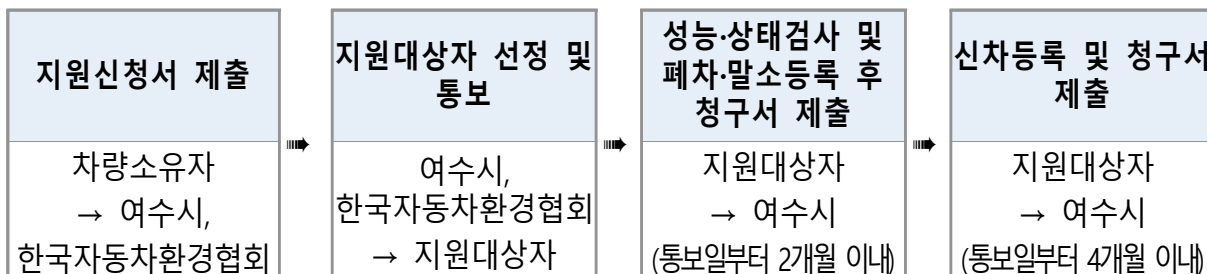 지원신청서 제출
차량소유자
→ 여수시,
한국자동차환경협회
➠
지원대상자 선정 및
통보
여수시,
한국자동차환경협회
→ 지원대상자
➠
성능·상태검사 및
폐차·말소등록 후
청구서 제출
지원대상자
→ 여수시
(통보일부터 2개월 이내)
➠
신차등록 및 청구서
제출
지원대상자
→ 여수시
(통보일부터 4개월 이내)